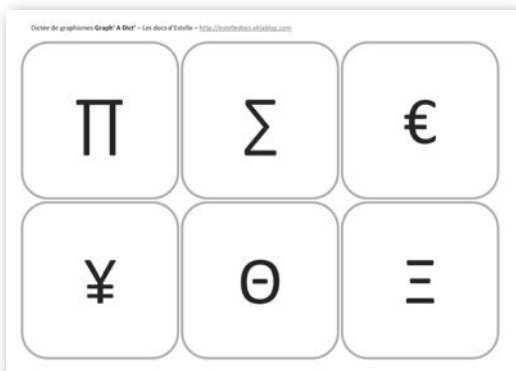 Dictée de graphismes Graph' A Dict' – Les docs d'Estelle – http://estelledocs.eklablog.com
∏ ∑ €
¥ Θ Ξ